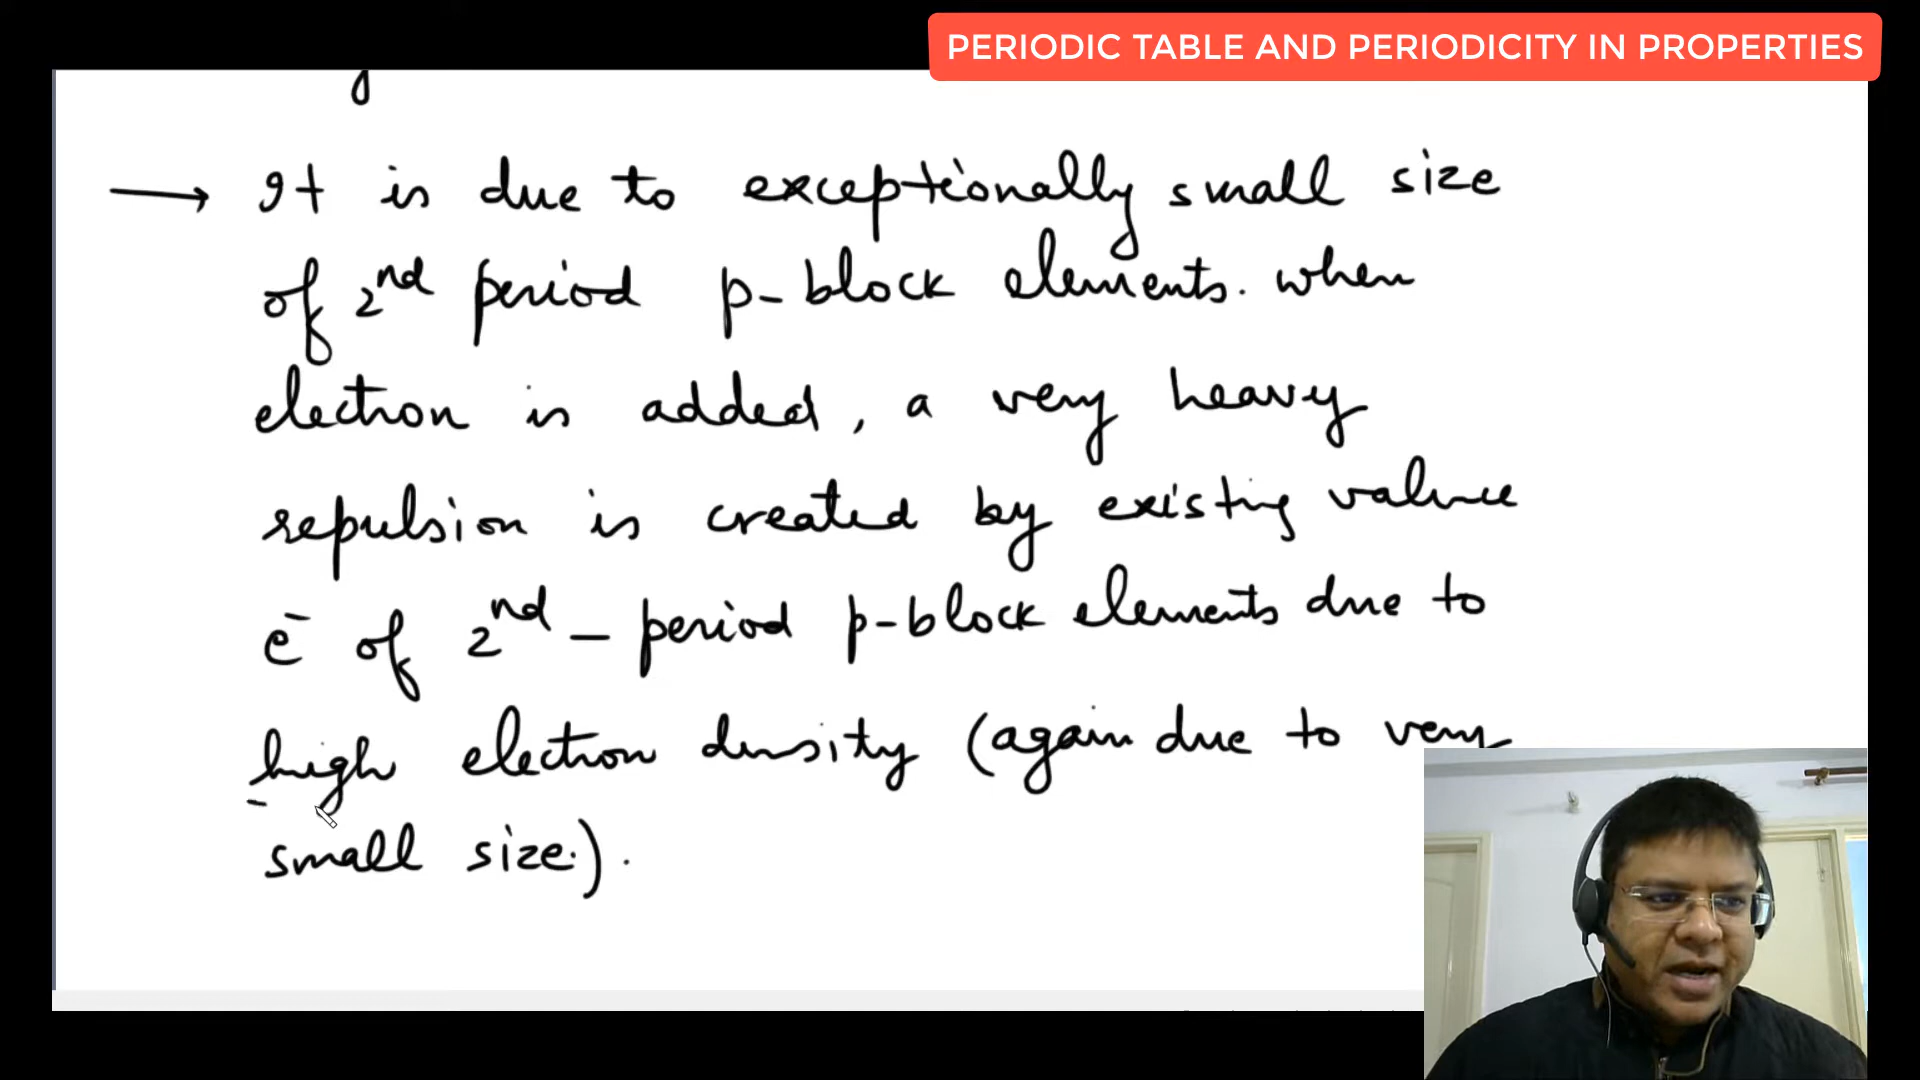 PERIODIC TABLE AND PERIODICITY IN PROPERTIES
→ It is due to exceptionally small size
of 2nd period p-block elements. when
election is added, a very heavy
repulsion is created by existing valence
e⁻ of 2nd - period p-block elements due to
high election density (again due to very
small size.).